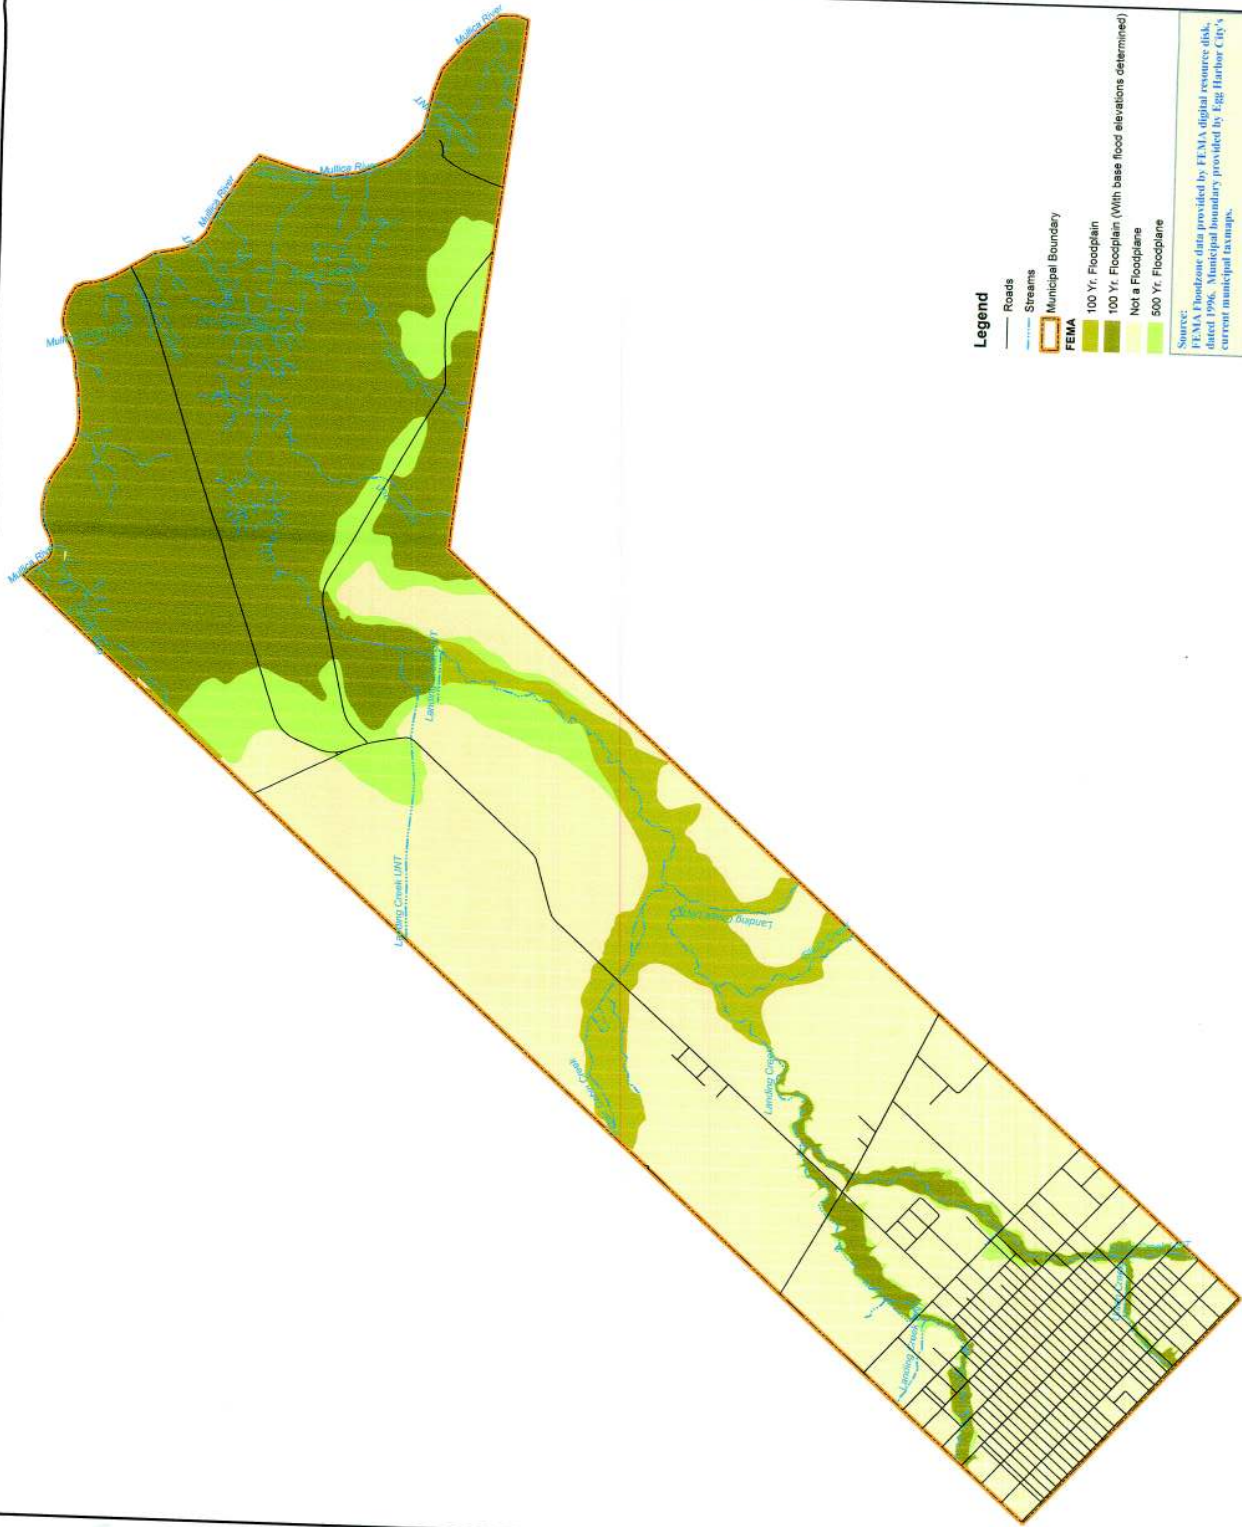 Mullica River
UNT
Mullica River
Mullica River
Mullica River
Landing Creek UNT
Landing Creek UNT
Landing Creek
Legend
Roads
Streams
Municipal Boundary
FEMA
100 Yr. Floodplain
100 Yr. Floodplain (With base flood elevations determined)
Not a Floodplane
500 Yr. Floodplane
Source:
FEMA Floodzone data provided by FEMA digital resource disk,
dated 1996. Municipal boundary provided by Egg Harbor City's
current municipal taxmaps.